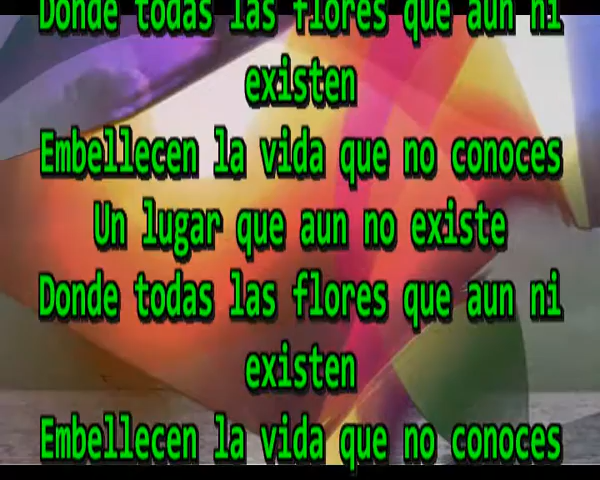 Donde todas las flores que aun ni
existen
Embellecen la vida que no conoces
Un lugar que aun no existe
Donde todas las flores que aun ni
existen
Embellecen la vida que no conoces